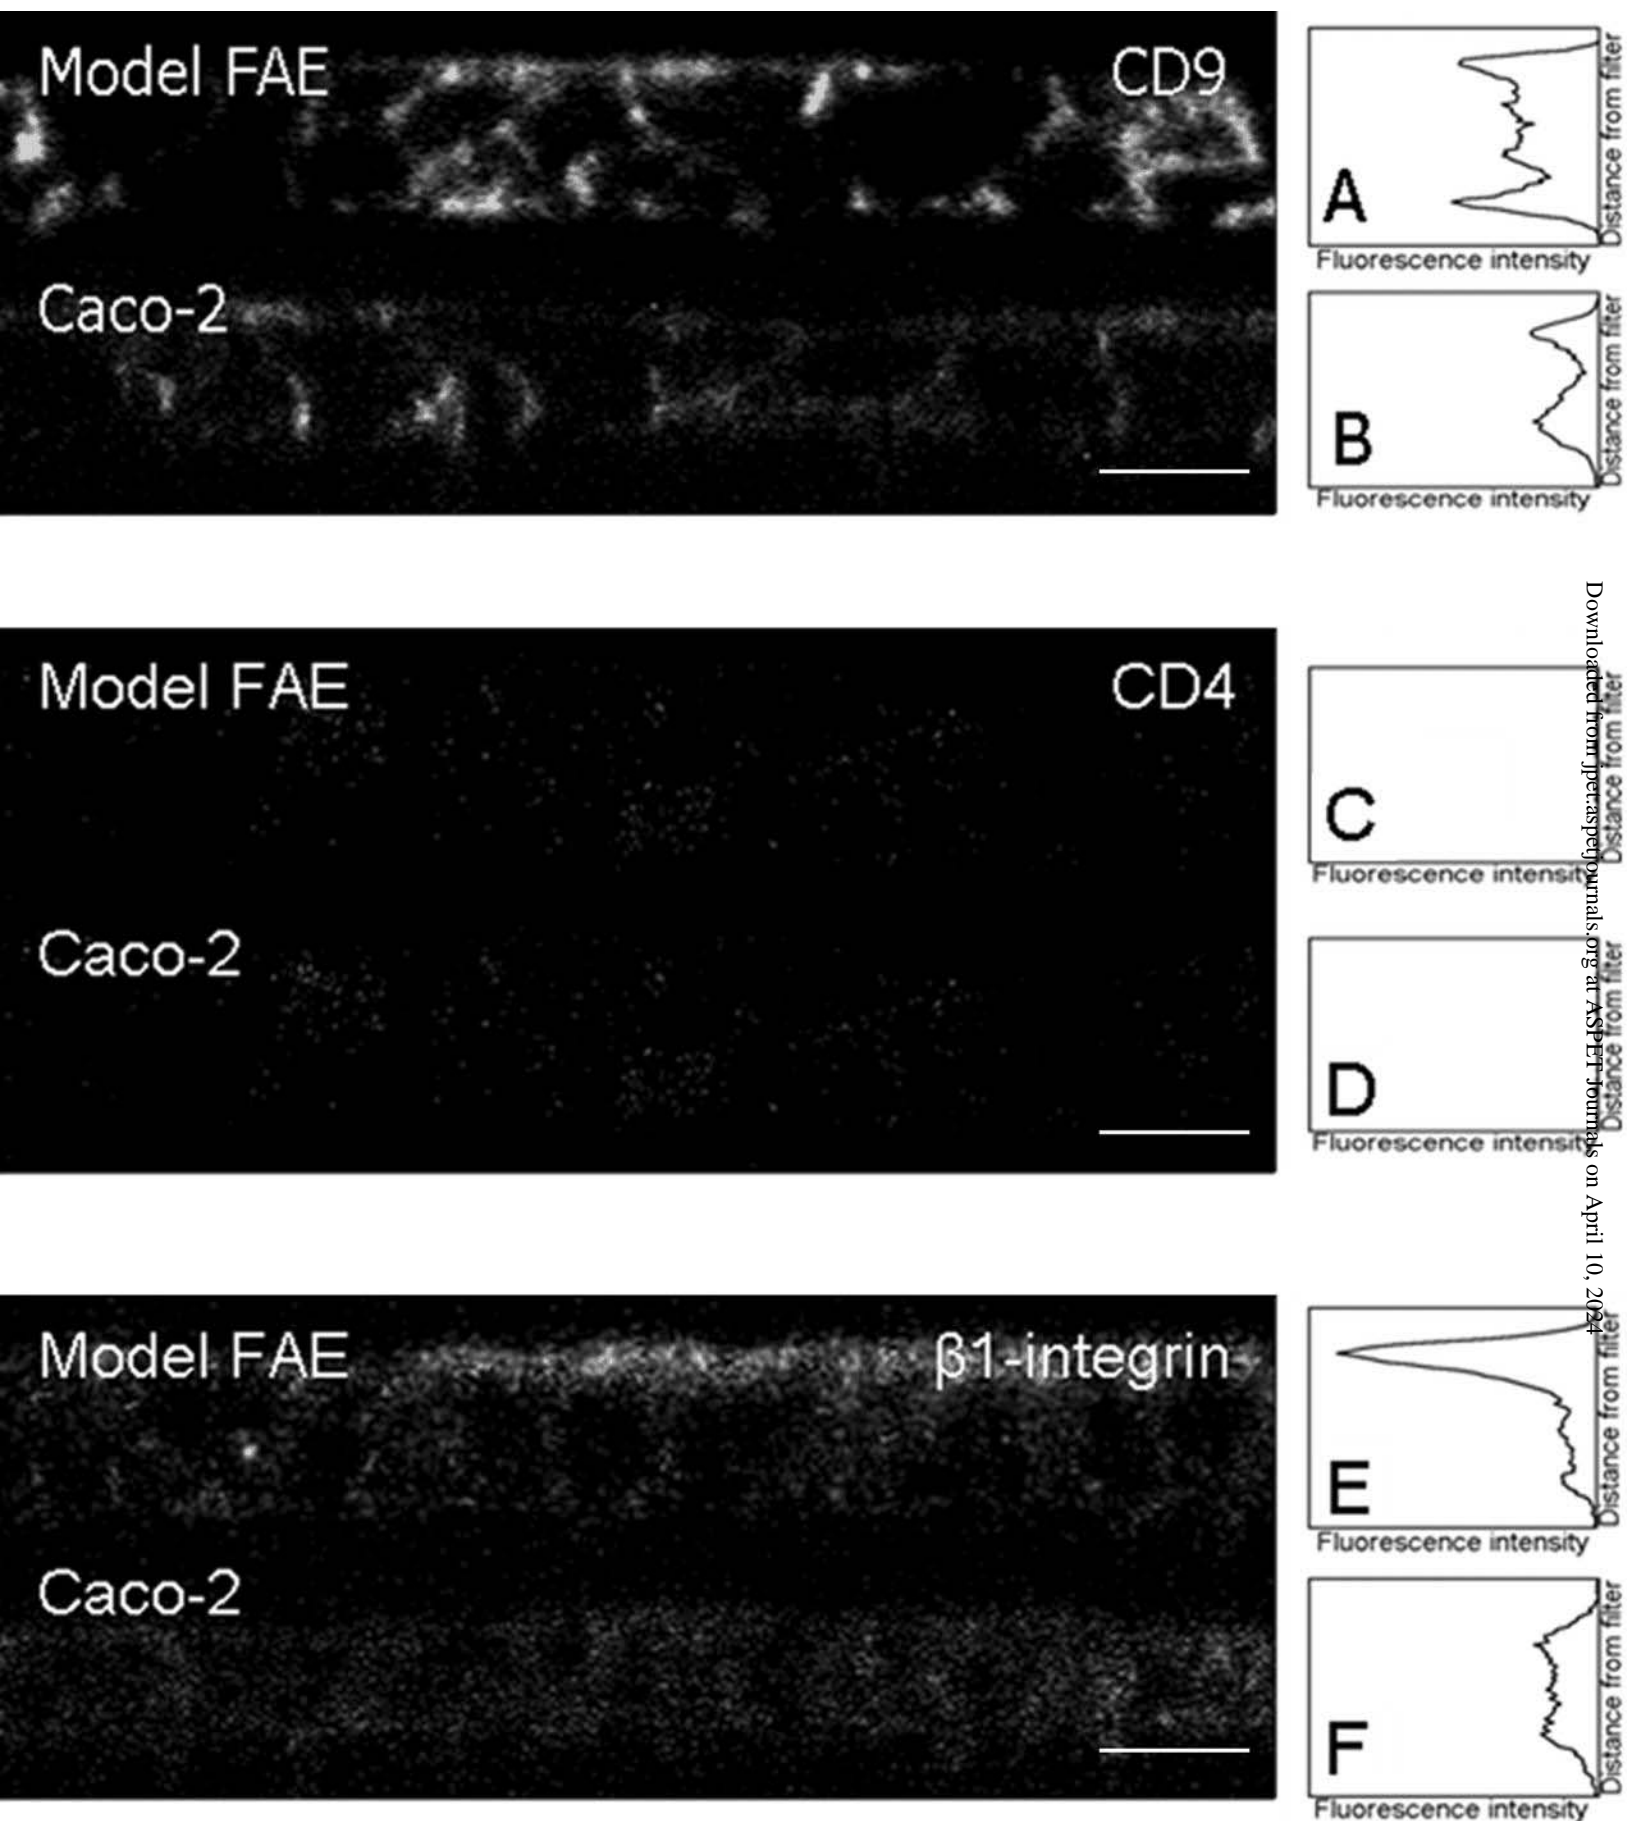 Model FAE
CD9
Caco-2
A
Distance from filter
Fluorescence intensity
B
Distance from filter
Fluorescence intensity
Model FAE
CD4
Caco-2
C
Distance from filter
Fluorescence intensity
D
Distance from filter
Fluorescence intensity
Downloaded from jpet.aspetjournals.org at ASPET Journals on April 10, 2024
Model FAE
β1-integrin
Caco-2
E
Distance from filter
Fluorescence intensity
F
Distance from filter
Fluorescence intensity